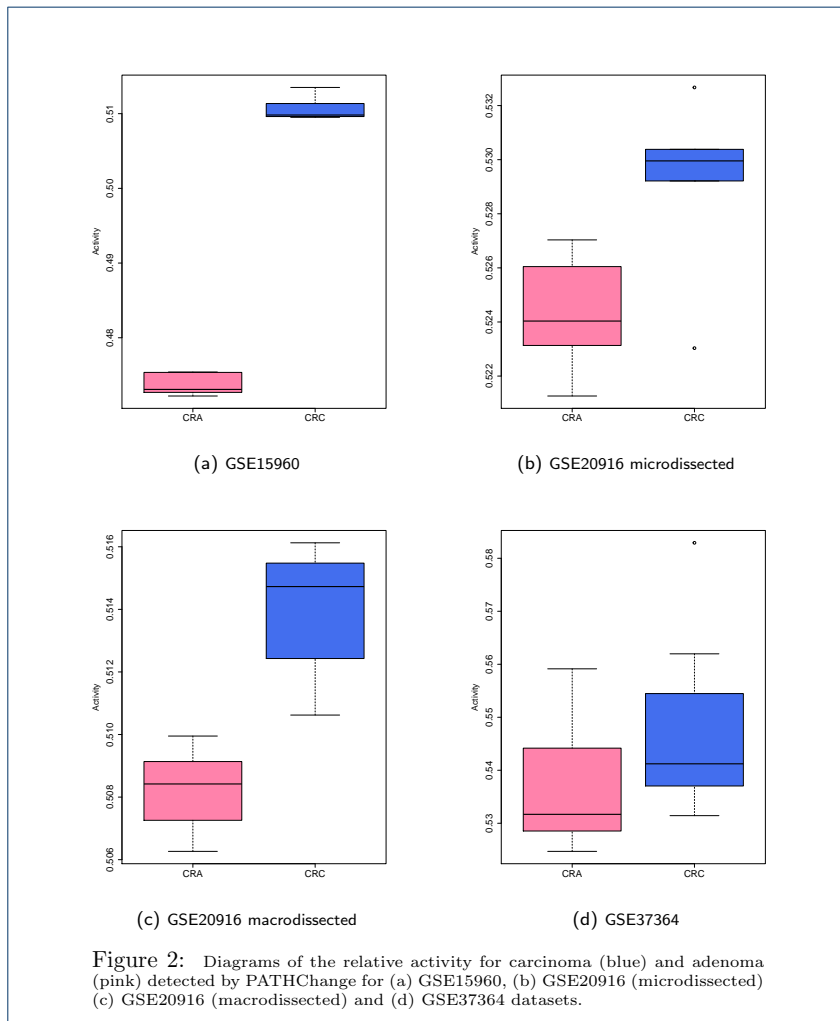 Activity
0.51
0.50
0.49
0.48
CRA CRC
(a) GSE15960
Activity
0.532
0.530
0.528
0.526
0.524
0.522
CRA CRC
(b) GSE20916 microdissected
Activity
0.516
0.514
0.512
0.510
0.508
0.506
CRA CRC
(c) GSE20916 macrodissected
Activity
0.58
0.57
0.56
0.55
0.54
0.53
CRA CRC
(d) GSE37364
Figure 2: Diagrams of the relative activity for carcinoma (blue) and adenoma
(pink) detected by PATHChange for (a) GSE15960, (b) GSE20916 (microdissected)
(c) GSE20916 (macrodissected) and (d) GSE37364 datasets.